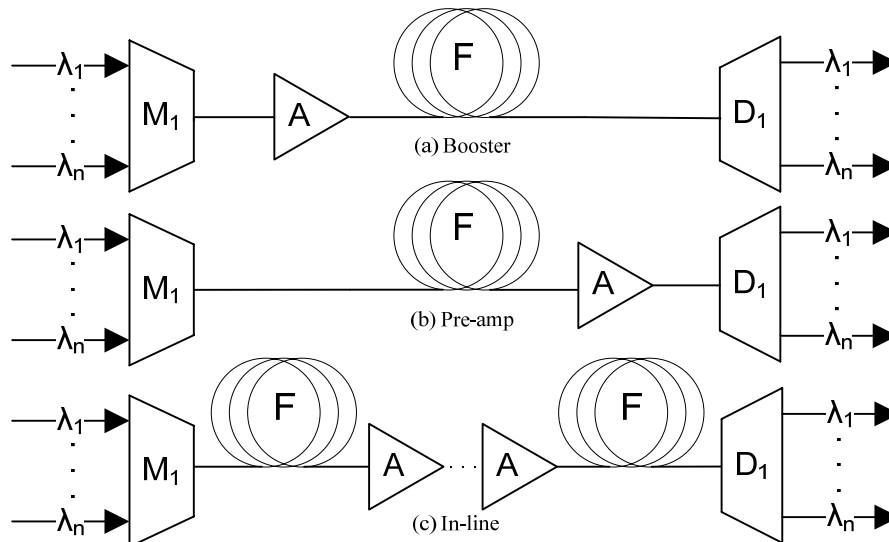 λ₁ F λ₁
M₁ A D₁
λₙ (a) Booster λₙ
λ₁ F λ₁
M₁ A D₁
λₙ (b) Pre-amp λₙ
λ₁ F F λ₁
M₁ A A D₁
λₙ (c) In-line λₙ